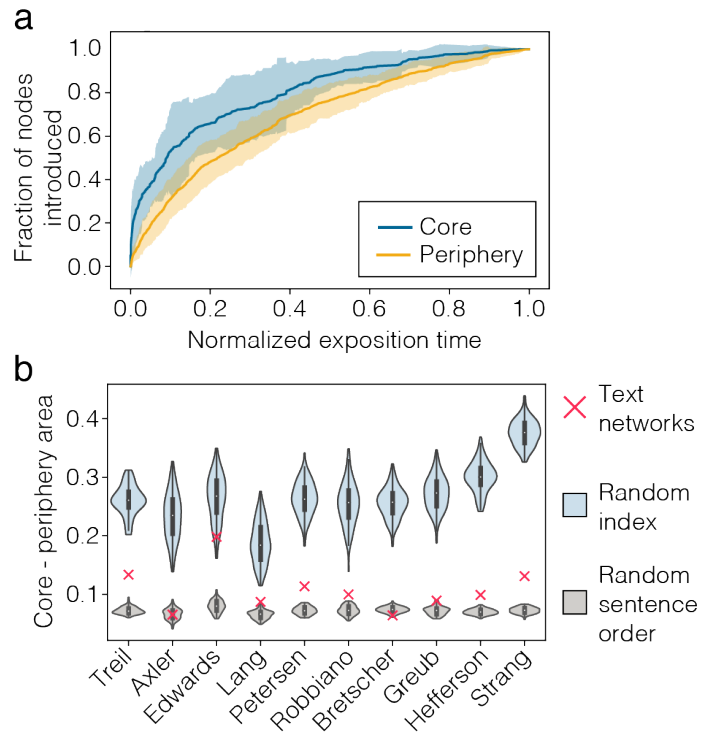 a
Fraction of nodes
introduced
1.0
0.8
0.6
0.4
0.2
0.0
Core
Periphery
0.0 0.2 0.4 0.6 0.8 1.0
Normalized exposition time
b
Core - periphery area
0.4
0.3
0.2
0.1
Treil
Axler
Edwards
Lang
Petersen
Robbiano
Bretscher
Greub
Hefferson
Strang
Text
networks
Random
index
Random
sentence
order